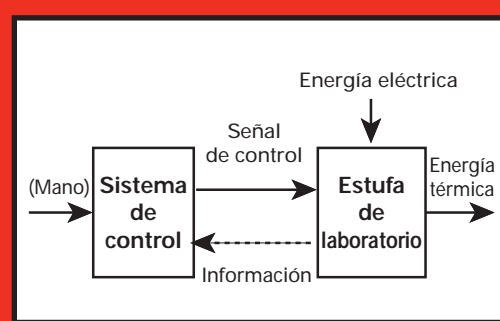 Energía eléctrica
Señal
de control
(Mano)
Sistema
de
control
Estufa
de
laboratorio
Energía
térmica
Información